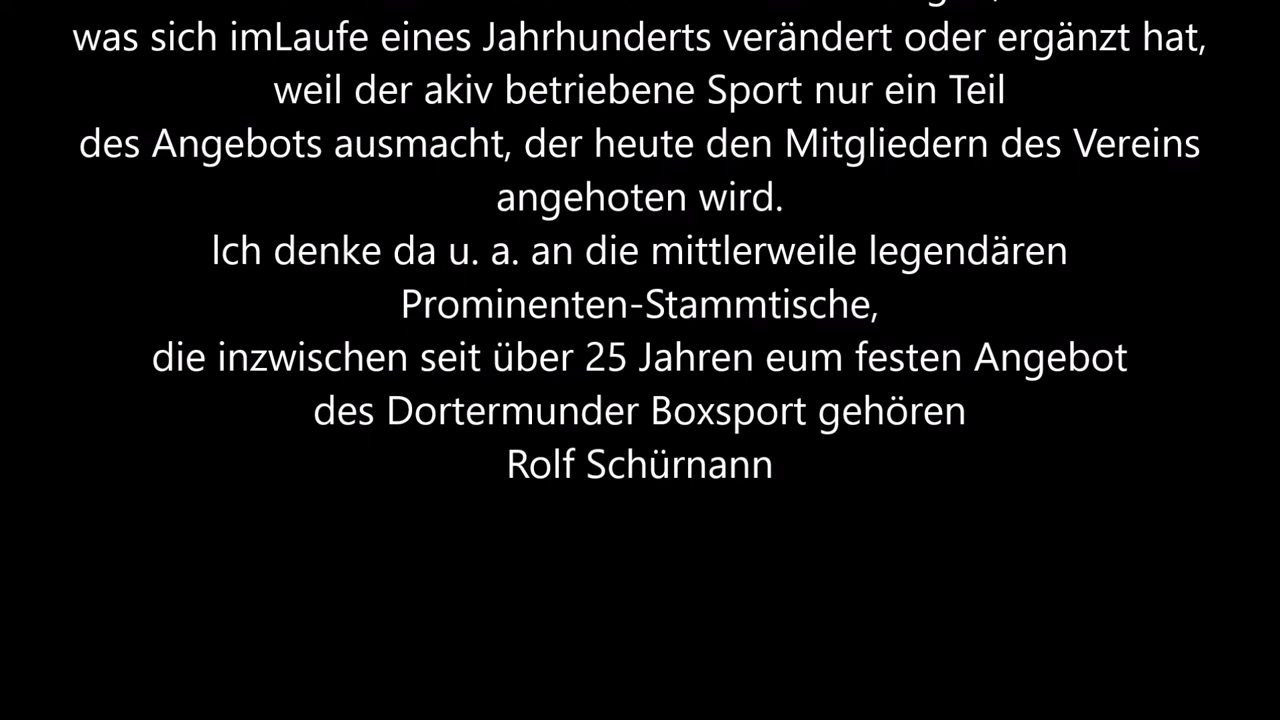 was sich imLaufe eines Jahrhunderts verändert oder ergänzt hat,
weil der akiv betriebene Sport nur ein Teil
des Angebots ausmacht, der heute den Mitgliedern des Vereins
angehoten wird.
lch denke da u. a. an die mittlerweile legendären
Prominenten-Stammtische,
die inzwischen seit über 25 Jahren eum festen Angebot
des Dortermunder Boxsport gehören
Rolf Schürnann